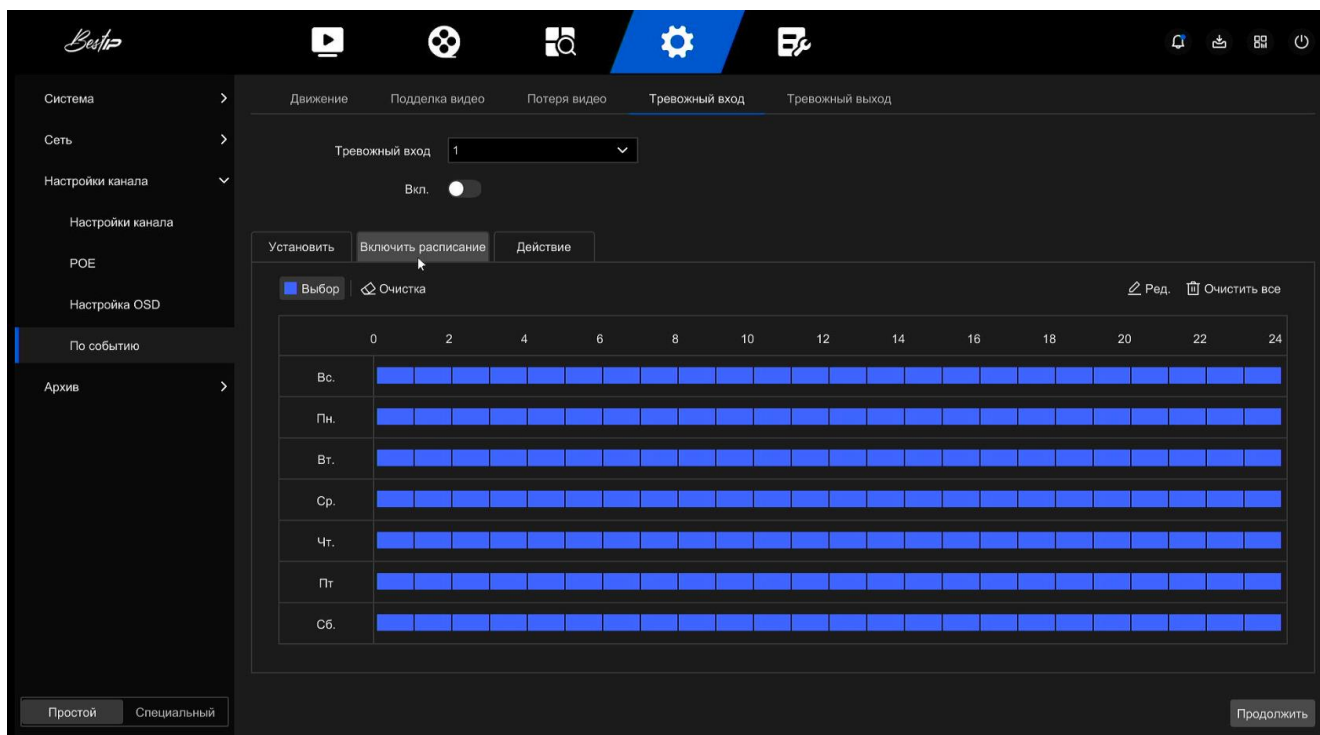 Bestip
Система
Движение Подделка видео Потеря видео Тревожный вход Тревожный выход
Сеть
Тревожный вход 1
Настройки канала
Вкл.
Настройки канала
Установить Включить расписание Действие
POE
Выбор Очистка Ред. Очистить все
Настройка OSD
0 2 4 6 8 10 12 14 16 18 20 22 24
По событию
Вс.
Архив
Пн.
Вт.
Ср.
Чт.
Пт
Сб.
Простой Специальный
Продолжить